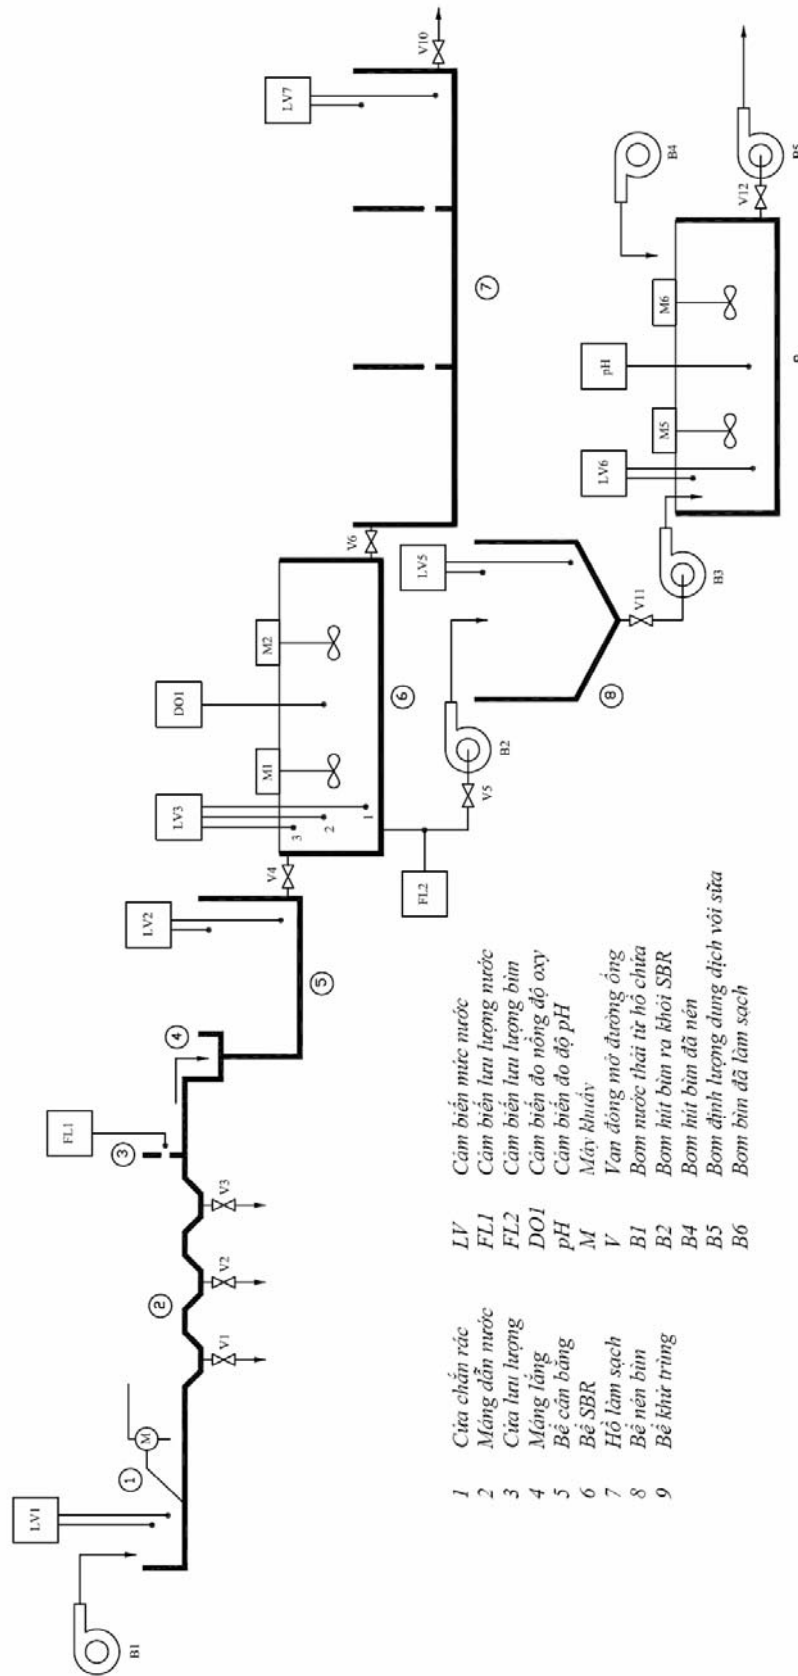 LV7
V10
B4
B5
V12
7
pH
M6
M5
LV6
V6
LV5
V11
B3
8
DO1
M2
M1
LV3
3
2
1
6
B2
V5
V4
FL2
LV2
5
4
FL1
3
V3
2
V2
V1
1
M
LV1
B1
1 Cửa chắn rác
2 Máng dẫn nước
3 Cửa lưu lượng
4 Máng lắng
5 Bể cân bằng
6 Bể SBR
7 Hồ làm sạch
8 Bể nén bùn
9 Bể khử trùng
LV Cảm biến mức nước
FL1 Cảm biến lưu lượng nước
FL2 Cảm biến lưu lượng bùn
DO1 Cảm biến đo nồng độ oxy
pH Cảm biến đo độ pH
M Máy khuấy
V Van đóng mở đường ống
B1 Bơm nước thải từ hồ chứa
B2 Bơm hút bùn ra khỏi SBR
B4 Bơm hút bùn đã nén
B5 Bơm định lượng dung dịch vôi sữa
B6 Bơm bùn đã làm sạch